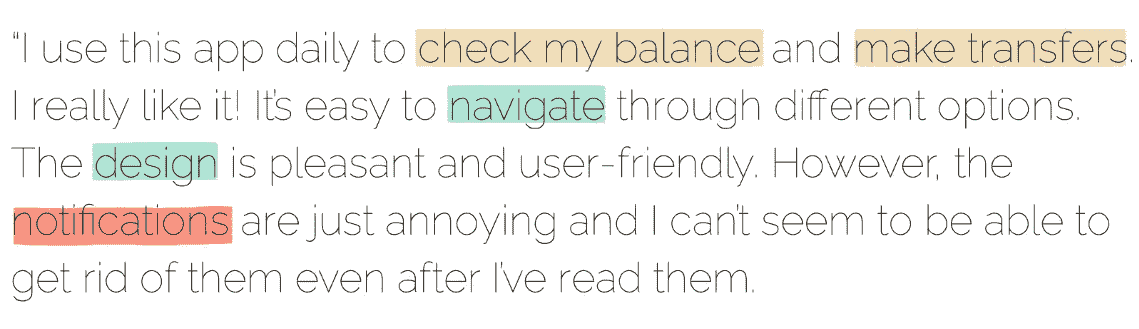 “I use this app daily to check my balance and make transfers.
I really like it! It's easy to navigate through different options.
The design is pleasant and user-friendly. However, the
notifications are just annoying and I can't seem to be able to
get rid of them even after I've read them.